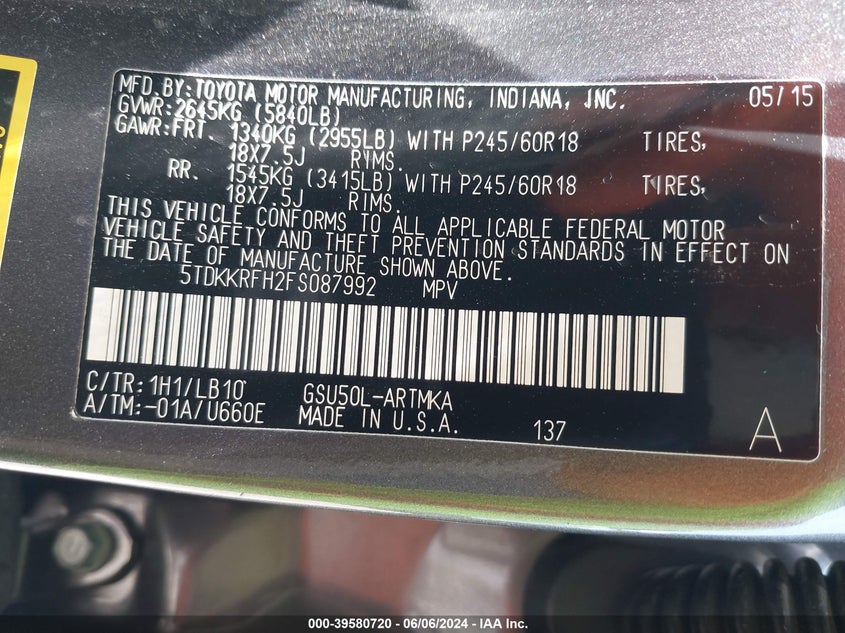 MFD.BY:TOYOTA MOTOR MANUFACTURING, INDIANA, INC. 05/15
GVWR:2645KG (5840LB)
GAWR:FRT. 1340KG (2955LB) WITH P245/60R18 TIRES,
18X7.5J RIMS.
RR. 1545KG (3415LB) WITH P245/60R18 TIRES,
18X7.5J RIMS.
THIS VEHICLE CONFORMS TO ALL APPLICABLE FEDERAL MOTOR
VEHICLE SAFETY AND THEFT PREVENTION STANDARDS IN EFFECT ON
THE DATE OF MANUFACTURE SHOWN ABOVE.
5TDKKRFH2FS087992 MPV
C/TR:1H1/LB10 GSU50L-ARTMKA
A/TM:-01A/U660E MADE IN U.S.A. 137 A
000-39580720 - 06/06/2024 - IAA Inc.